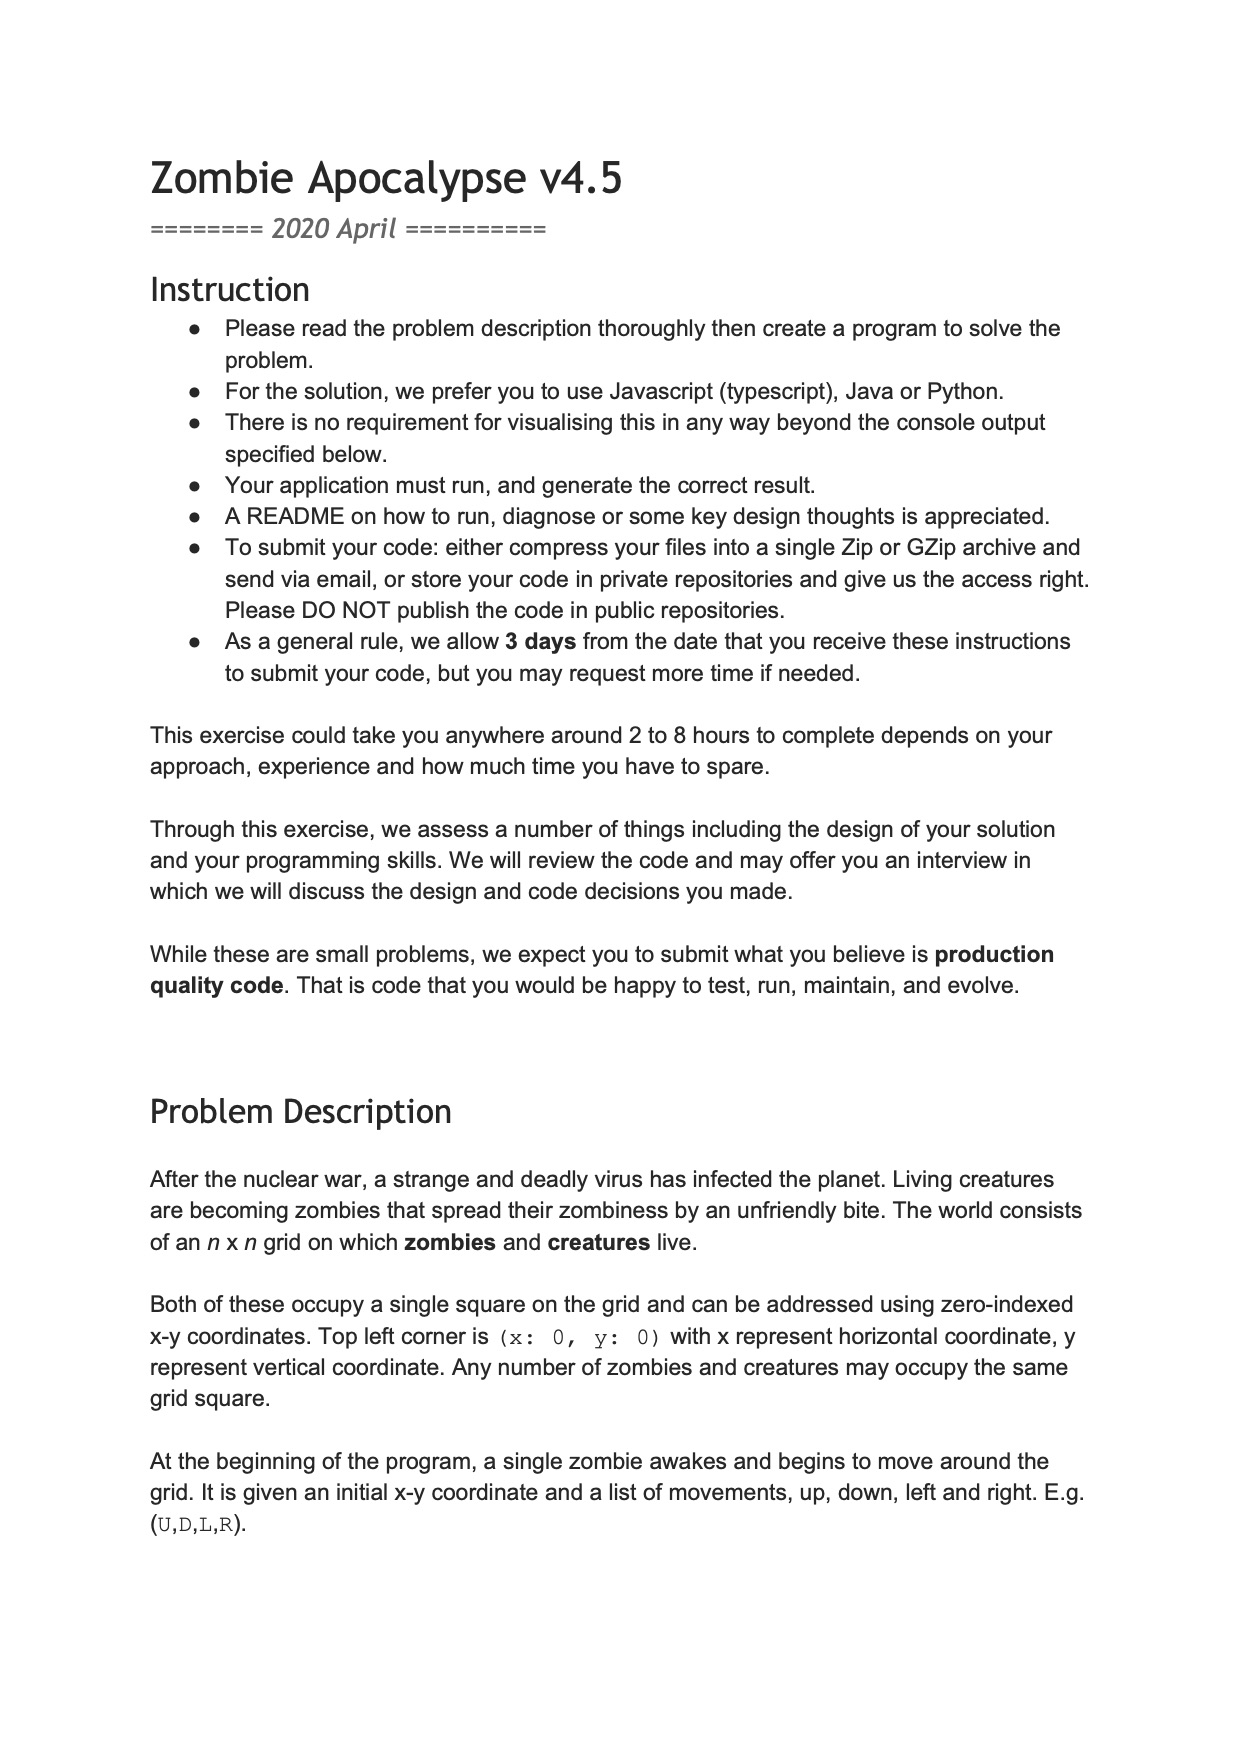 Zombie Apocalypse v4.5
======== 2020 April ==========
Instruction
● Please read the problem description thoroughly then create a program to solve the
problem.
● For the solution, we prefer you to use Javascript (typescript), Java or Python.
● There is no requirement for visualising this in any way beyond the console output
specified below.
● Your application must run, and generate the correct result.
● A README on how to run, diagnose or some key design thoughts is appreciated.
● To submit your code: either compress your files into a single Zip or GZip archive and
send via email, or store your code in private repositories and give us the access right.
Please DO NOT publish the code in public repositories.
● As a general rule, we allow 3 days from the date that you receive these instructions
to submit your code, but you may request more time if needed.
This exercise could take you anywhere around 2 to 8 hours to complete depends on your
approach, experience and how much time you have to spare.
Through this exercise, we assess a number of things including the design of your solution
and your programming skills. We will review the code and may offer you an interview in
which we will discuss the design and code decisions you made.
While these are small problems, we expect you to submit what you believe is production
quality code. That is code that you would be happy to test, run, maintain, and evolve.
Problem Description
After the nuclear war, a strange and deadly virus has infected the planet. Living creatures
are becoming zombies that spread their zombiness by an unfriendly bite. The world consists
of an n x n grid on which zombies and creatures live.
Both of these occupy a single square on the grid and can be addressed using zero-indexed
x-y coordinates. Top left corner is (x: 0, y: 0) with x represent horizontal coordinate, y
represent vertical coordinate. Any number of zombies and creatures may occupy the same
grid square.
At the beginning of the program, a single zombie awakes and begins to move around the
grid. It is given an initial x-y coordinate and a list of movements, up, down, left and right. E.g.
(U,D,L,R).